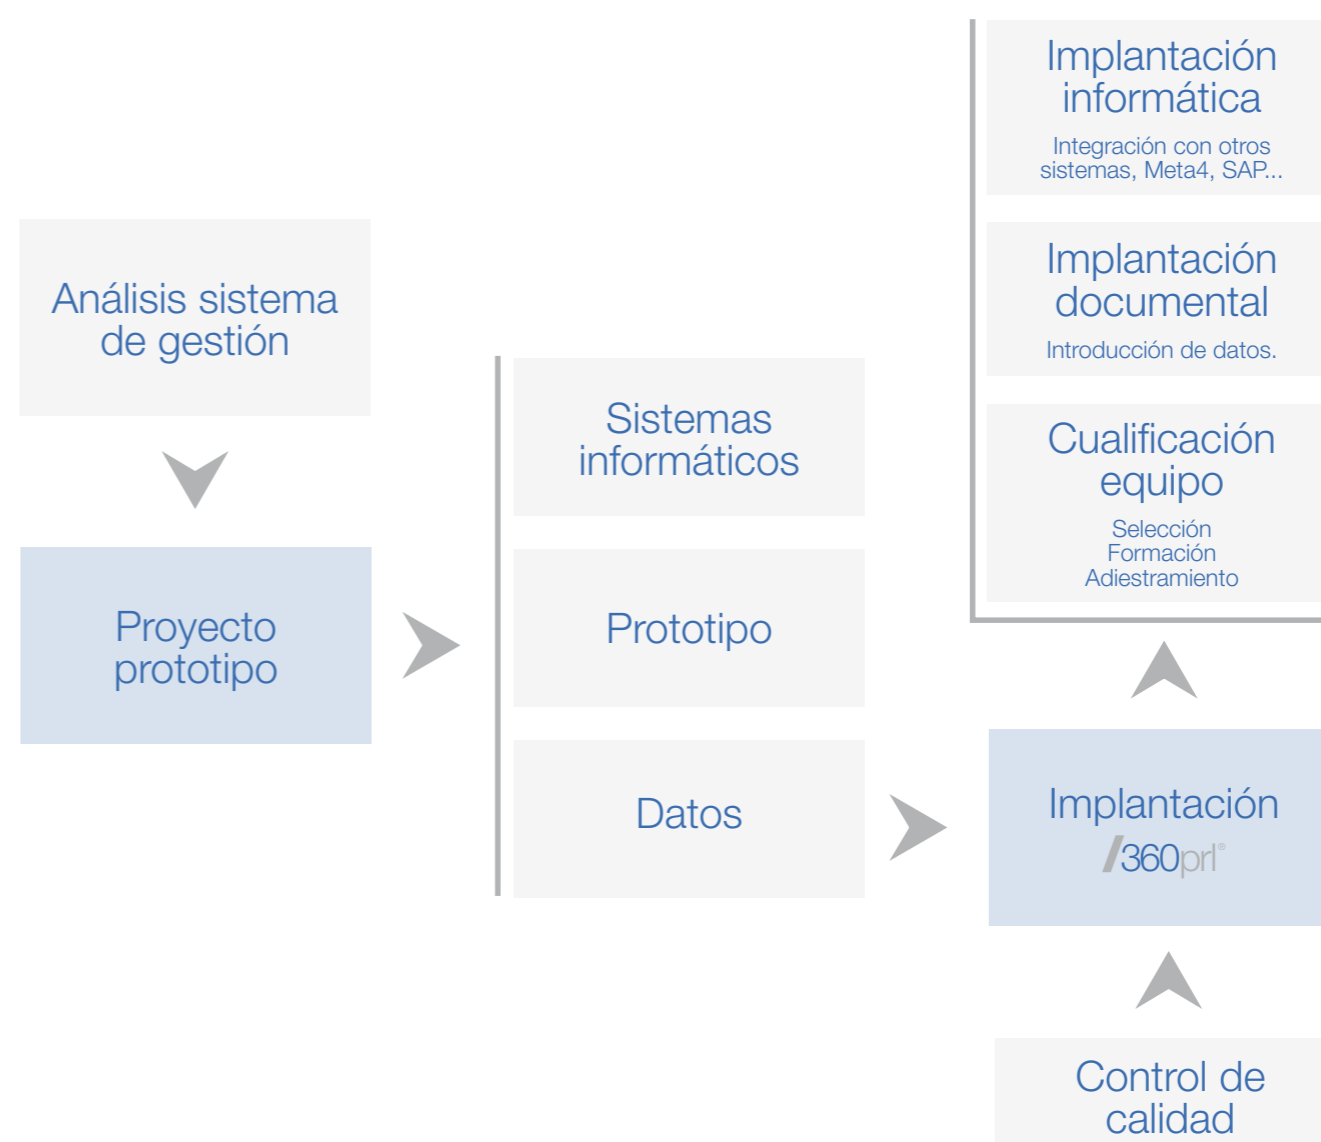 Análisis sistema
de gestión
Proyecto
prototipo
Sistemas
informáticos
Prototipo
Datos
Implantación
informática
Integración con otros
sistemas, Meta4, SAP...
Implantación
documental
Introducción de datos.
Cualificación
equipo
Selección
Formación
Adiestramiento
Implantación
/360prl®
Control de
calidad